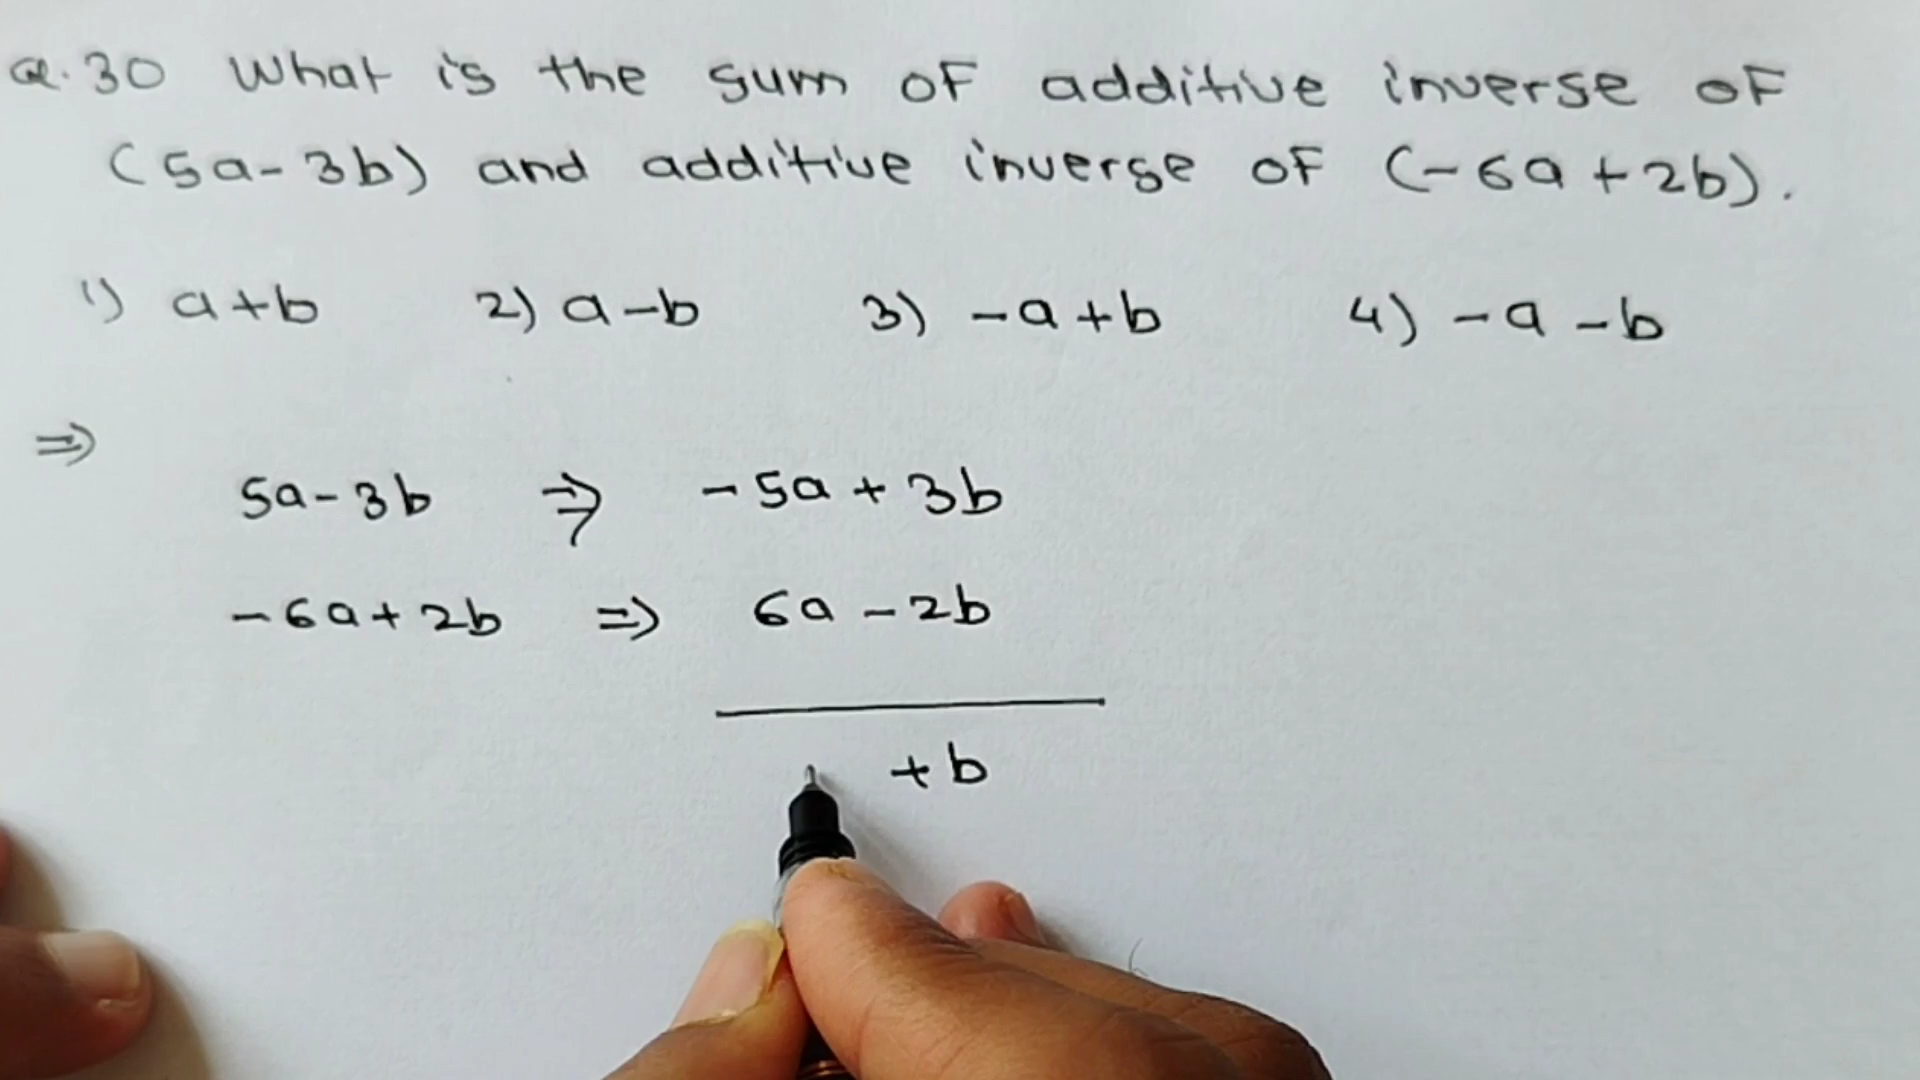 Q.30 What is the sum of additive inverse of
(5a-3b) and additive inverse of (-6a+2b).
1) a+b 2) a-b 3) -a+b 4) -a-b
⇒
5a-3b ⇒ -5a+3b
-6a+2b ⇒ 6a-2b
+b